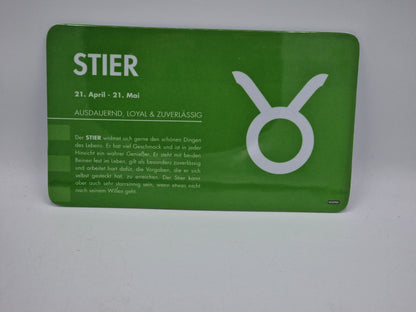 STIER
21. April - 21. Mai
AUSDAUERND, LOYAL & ZUVERLÄSSIG
Der STIER widmet sich gerne den schönen Dingen
des Lebens. Er hat viel Geschmack und ist in jeder
Hinsicht ein wahrer Genießer. Er steht mit beiden
Beinen fest im Leben, gilt als besonders zuverlässig
und arbeitet hart dafür, die Vorgaben, die er sich
selbst gesteckt hat, zu erreichen. Der Stier kann
aber auch sehr starrsinnig sein, wenn etwas nicht
nach seinem Willen geht.